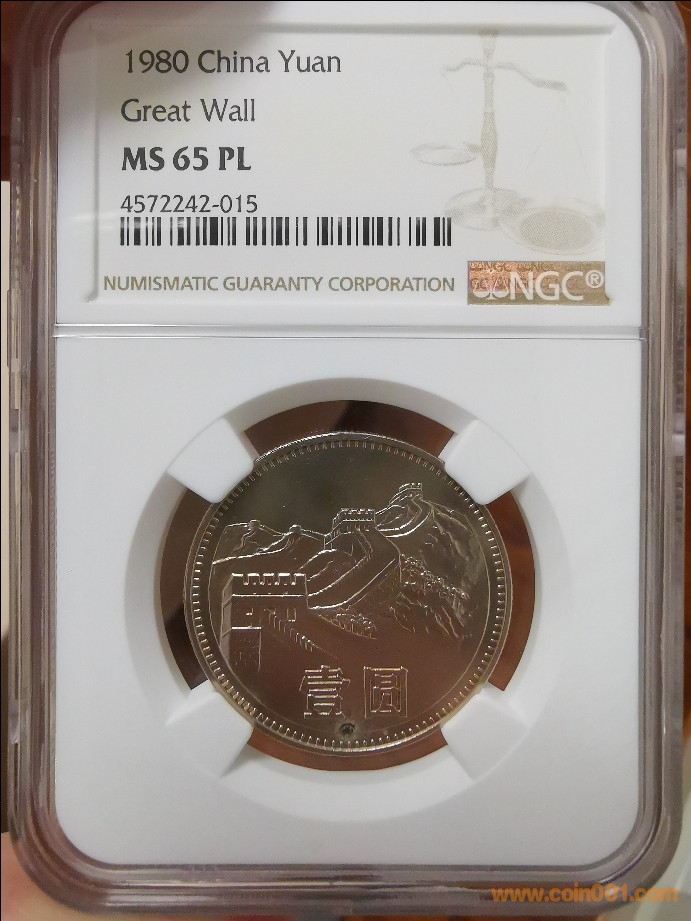 1980 China Yuan
Great Wall
MS 65 PL
4572242-015
NUMISMATIC GUARANTY CORPORATION
NGC®
壹圆
www.coin001.com